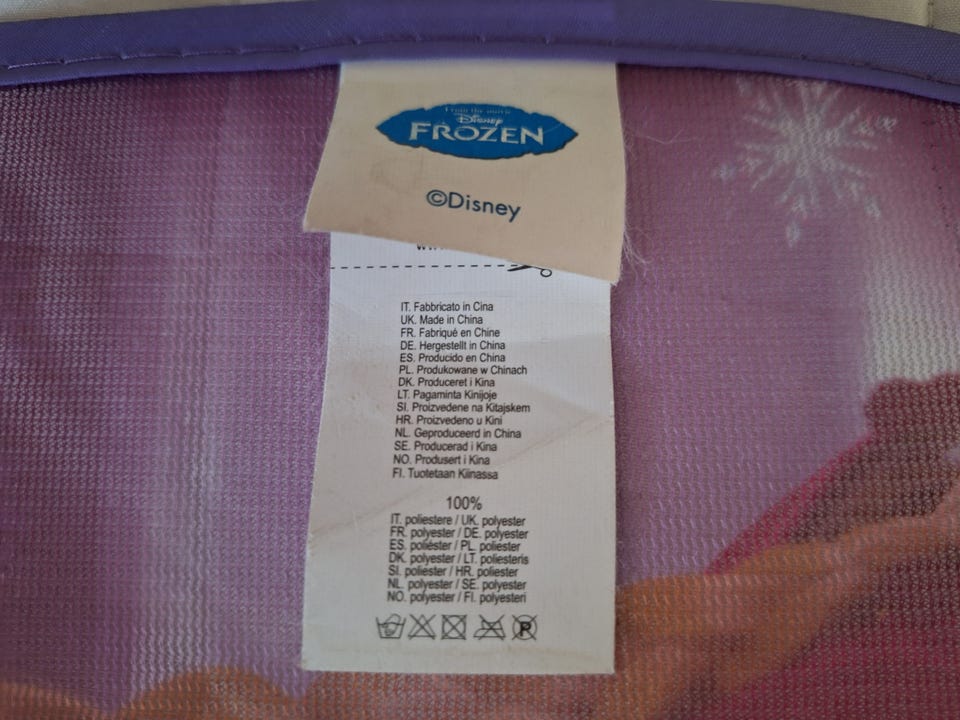 From the movie
Disney
FROZEN
©Disney
IT. Fabbricato in Cina
UK. Made in China
FR. Fabriqué en Chine
DE. Hergestellt in China
ES. Producido en China
PL. Produkowane w Chinach
DK. Produceret i Kina
LT. Pagaminta Kinijoje
SI. Proizvedene na Kitajskem
HR. Proizvedeno u Kini
NL. Geproduceerd in China
SE. Producerad i Kina
NO. Produsert i Kina
FI. Tuotetaan Kiinassa
100%
IT. poliestere / UK. polyester
FR. polyester / DE. polyester
ES. poliéster / PL. poliester
DK. polyester / LT. poliesteris
SI. poliester / HR. poliester
NL. polyester / SE. polyester
NO. polyester / FI. polyesteri
P